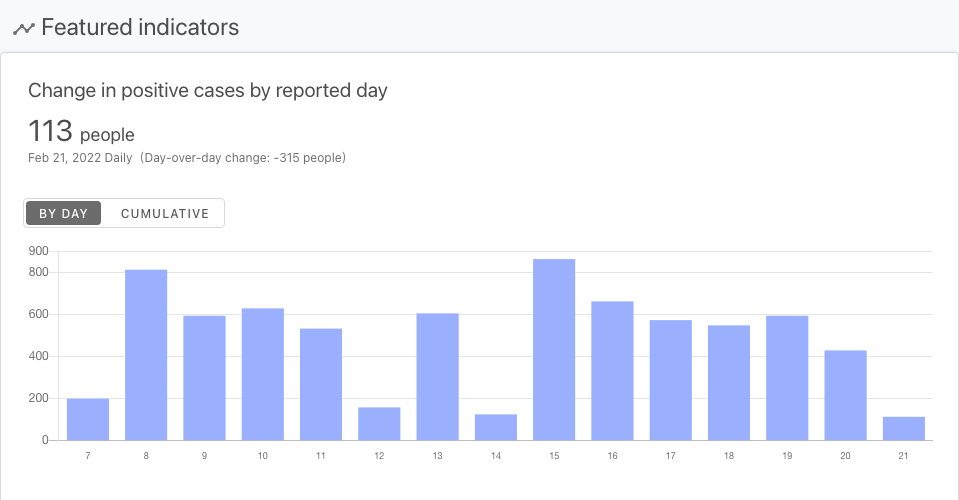 Featured indicators
Change in positive cases by reported day
113 people
Feb 21, 2022 Daily (Day-over-day change: -315 people)
BY DAY CUMULATIVE
900
800
600
400
200
0
7 8 9 10 11 12 13 14 15 16 17 18 19 20 21